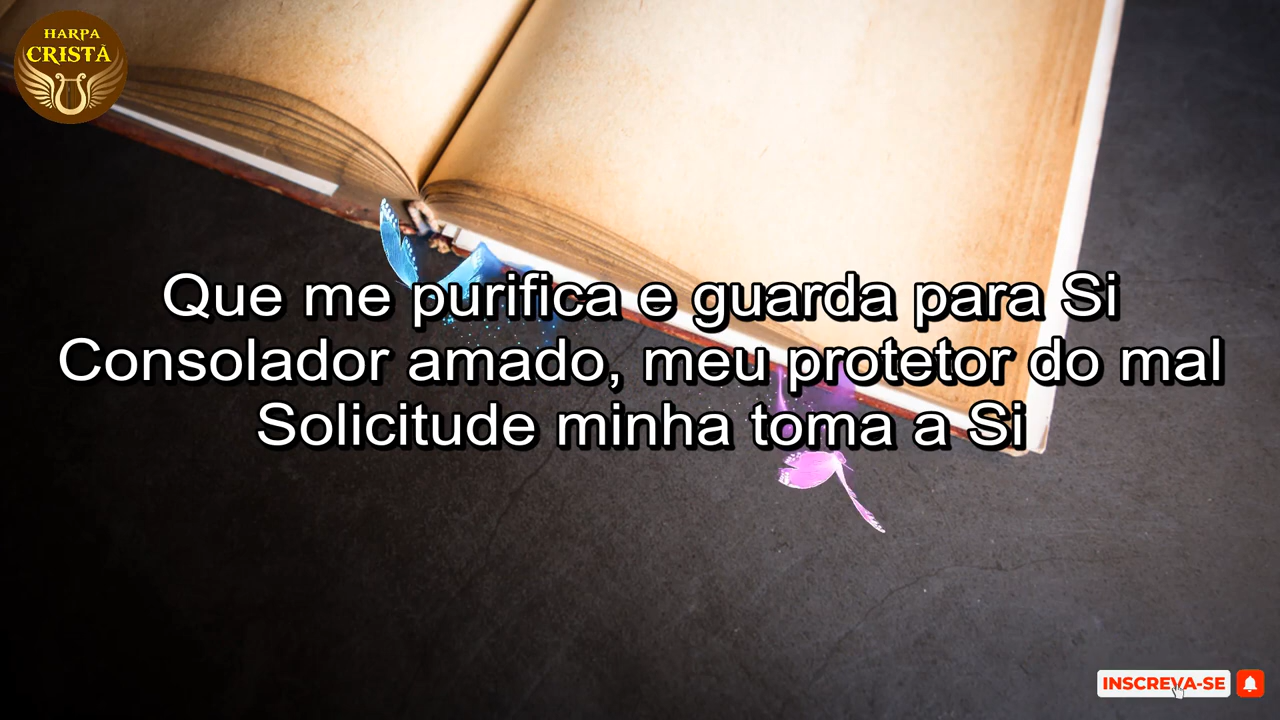 HARPA
CRISTÃ
Que me purifica e guarda para Si
Consolador amado, meu protetor do mal
Solicitude minha toma a Si
INSCREVA-SE